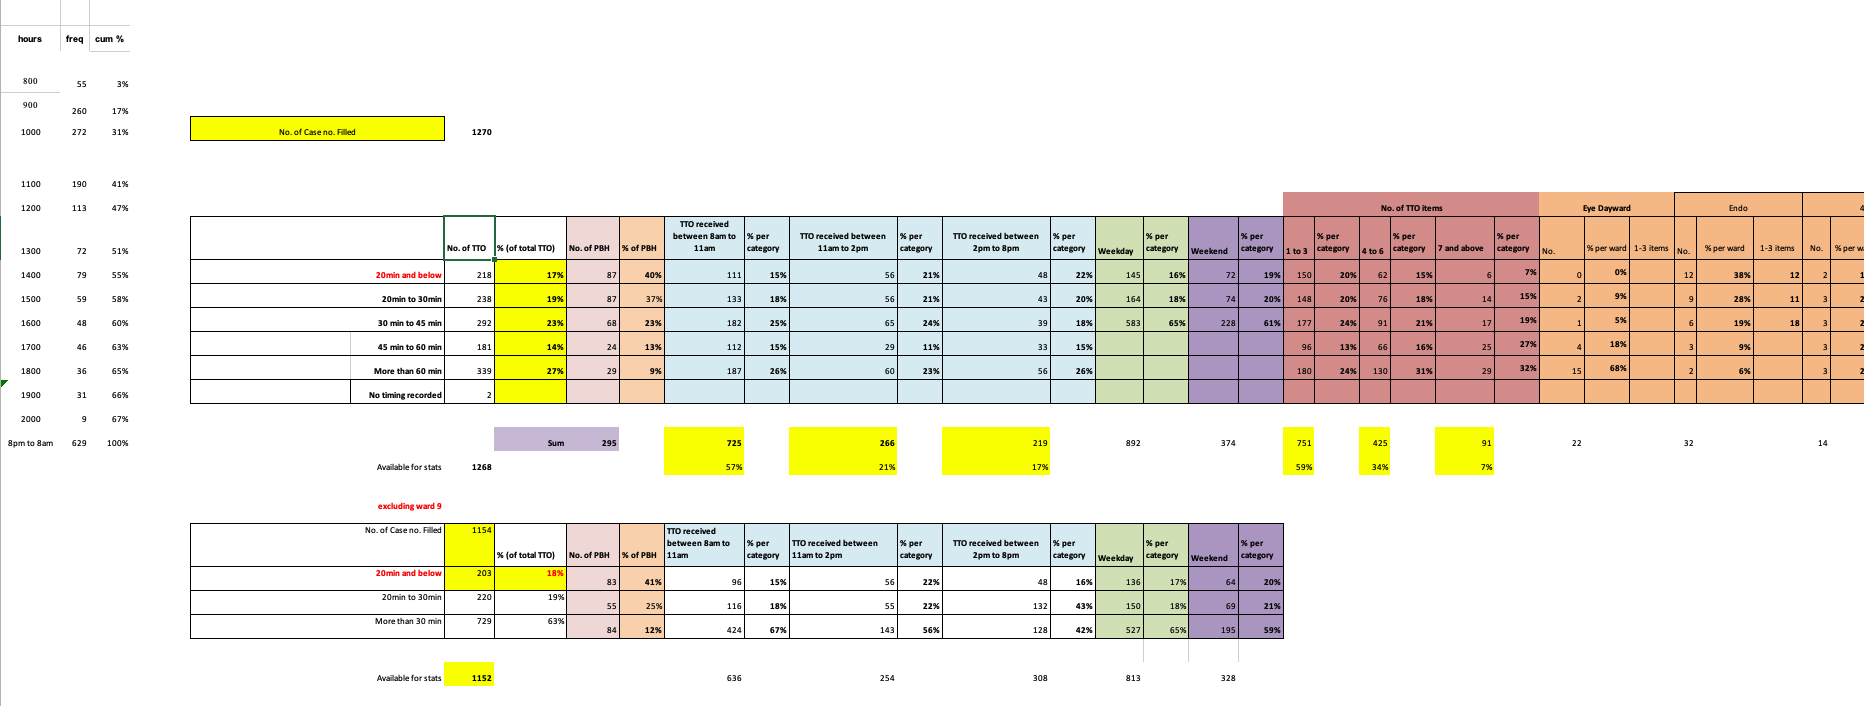 hours freq cum %
800 55 3%
900 260 17%
1000 272 31%
No. of Case no. Filled 1270
1100 190 41%
1200 113 47%
No. of TTO items Eye Dayward Endo 4
1300 72 51%
No. of TTO % (of total TTO) No. of PBH % of PBH TTO received between 8am to 11am % per category TTO received between 11am to 2pm % per category TTO received between 2pm to 8pm % per category Weekday % per category Weekend % per category 1 to 3 % per category 4 to 6 % per category 7 and above % per category No. % per ward 1-3 items No. % per ward 1-3 items No. % per wa
1400 79 55% 20min and below 218 17% 87 40% 111 15% 56 21% 48 22% 145 16% 72 19% 150 20% 62 15% 6 7% 0 0% 12 38% 12 2 1
1500 59 58% 20min to 30min 238 19% 87 37% 133 18% 56 21% 43 20% 164 18% 74 20% 148 20% 76 18% 14 15% 2 9% 9 28% 11 3 2
1600 48 60% 30 min to 45 min 292 23% 68 23% 182 25% 65 24% 39 18% 583 65% 228 61% 177 24% 91 21% 17 19% 1 5% 6 19% 18 3 2
1700 46 63% 45 min to 60 min 181 14% 24 13% 112 15% 29 11% 33 15% 96 13% 66 16% 25 27% 4 18% 3 9% 3 2
1800 36 65% More than 60 min 339 27% 29 9% 187 26% 60 23% 56 26% 180 24% 130 31% 29 32% 15 68% 2 6% 3 2
1900 31 66% No timing recorded 2
2000 9 67%
8pm to 8am 629 100% Sum 295 725 266 219 892 374 751 425 91 22 32 14
Available for stats 1268 57% 21% 17% 59% 34% 7%
excluding ward 9
No. of Case no. Filled 1154 % (of total TTO) No. of PBH % of PBH TTO received between 8am to 11am % per category TTO received between 11am to 2pm % per category TTO received between 2pm to 8pm % per category Weekday % per category Weekend % per category
20min and below 203 18% 83 41% 96 15% 56 22% 48 16% 136 17% 64 20%
20min to 30min 220 19% 55 25% 116 18% 55 22% 132 43% 150 18% 69 21%
More than 30 min 729 63% 84 12% 424 67% 143 56% 128 42% 527 65% 195 59%
Available for stats 1152 636 254 308 813 328